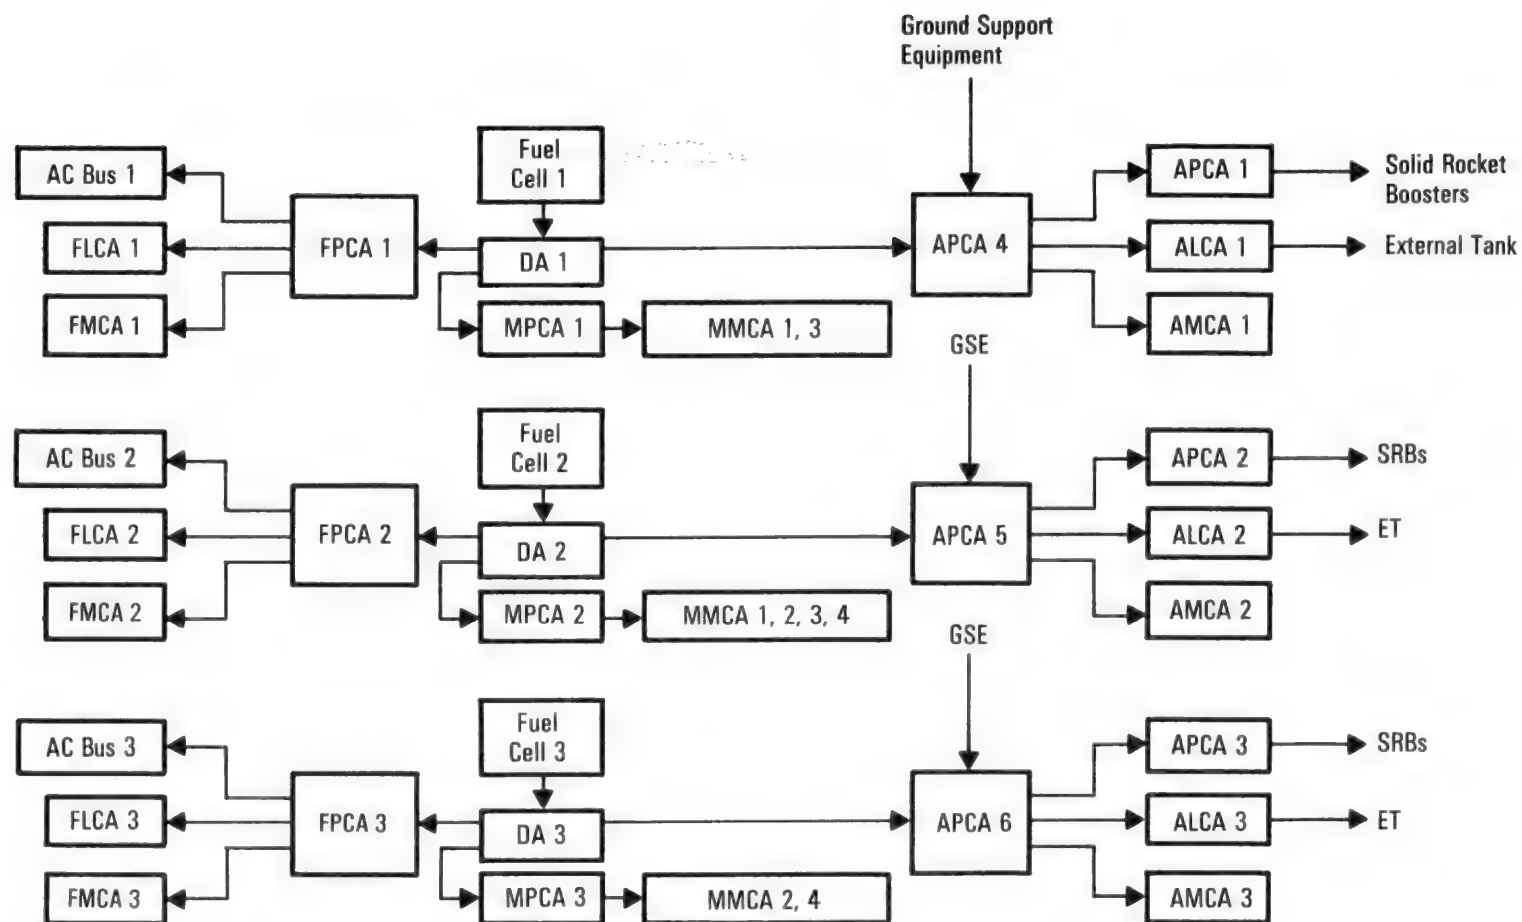 Ground Support
Equipment
Fuel
Cell 1
AC Bus 1
APCA 1
Solid Rocket
Boosters
FLCA 1
FPCA 1
DA 1
APCA 4
ALCA 1
External Tank
FMCA 1
MPCA 1
MMCA 1, 3
AMCA 1
GSE
Fuel
Cell 2
AC Bus 2
APCA 2
SRBs
FLCA 2
FPCA 2
DA 2
APCA 5
ALCA 2
ET
FMCA 2
MPCA 2
MMCA 1, 2, 3, 4
AMCA 2
GSE
Fuel
Cell 3
AC Bus 3
APCA 3
SRBs
FLCA 3
FPCA 3
DA 3
APCA 6
ALCA 3
ET
FMCA 3
MPCA 3
MMCA 2, 4
AMCA 3